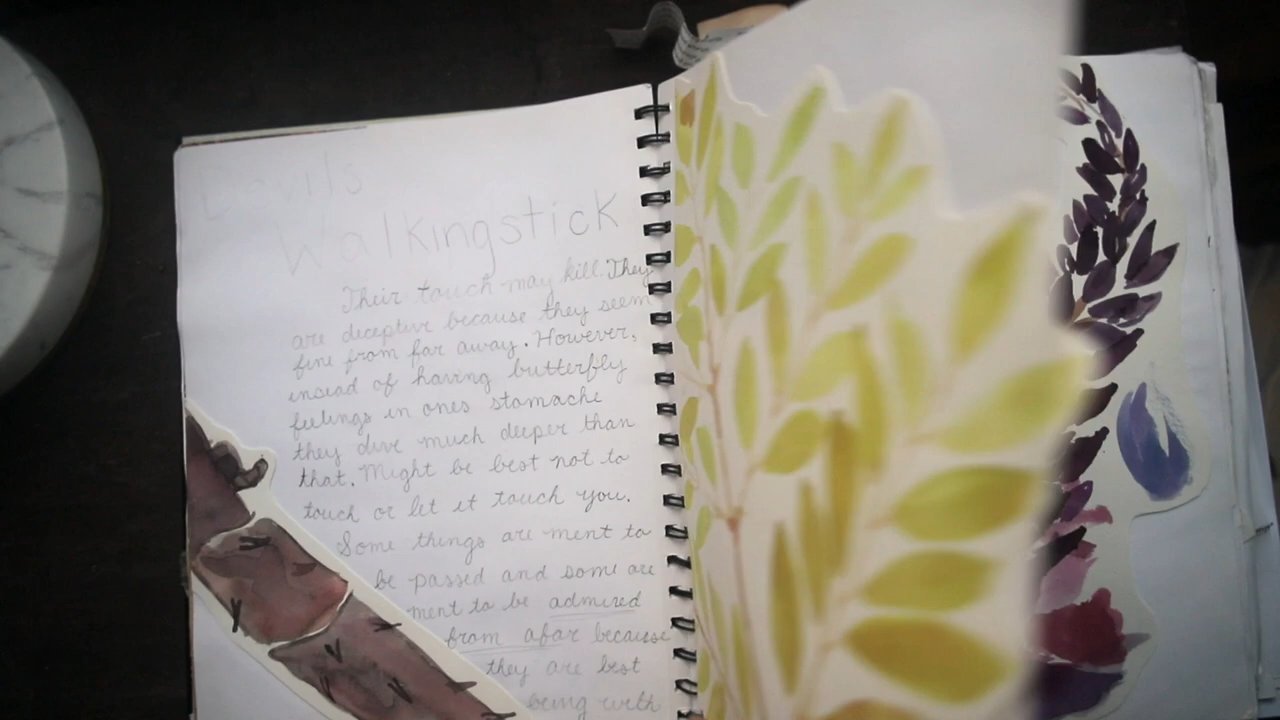 Devils
Walkingstick
Their touch may kill. They
are deceptive because they seem
fine from far away. However,
insead of having butterfly
feelings in ones stomache
they dive much deeper than
that. Might be best not to
touch or let it touch you.
Some things are ment to
be passed and some are
ment to be admired
from afar because
they are best
being with